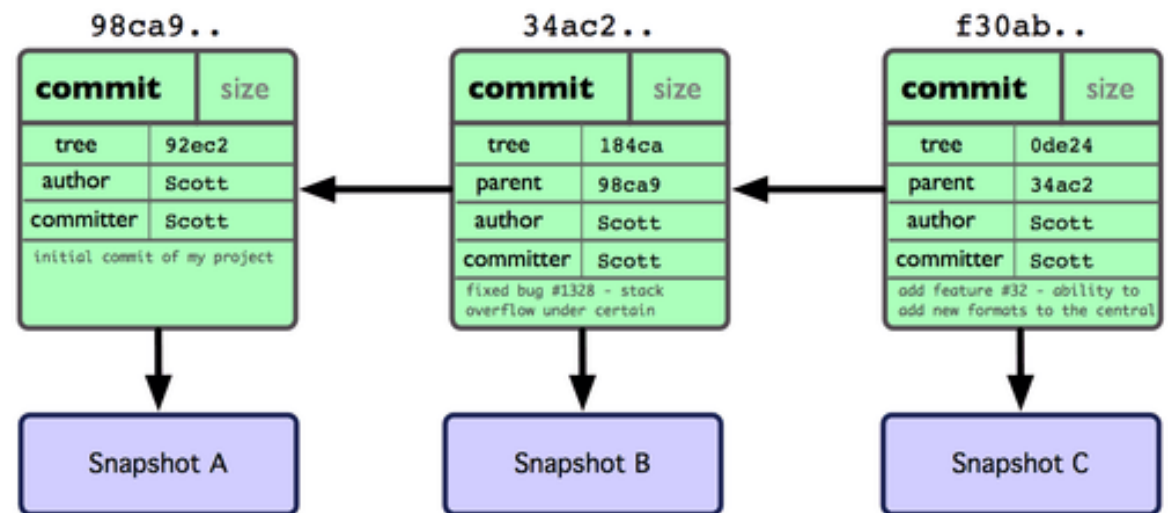 98ca9..
commit size
tree 92ec2
author Scott
committer Scott
initial commit of my project
Snapshot A
34ac2..
commit size
tree 184ca
parent 98ca9
author Scott
committer Scott
fixed bug #1328 - stack
overflow under certain
Snapshot B
f30ab..
commit size
tree 0de24
parent 34ac2
author Scott
committer Scott
add feature #32 - ability to
add new formats to the central
Snapshot C